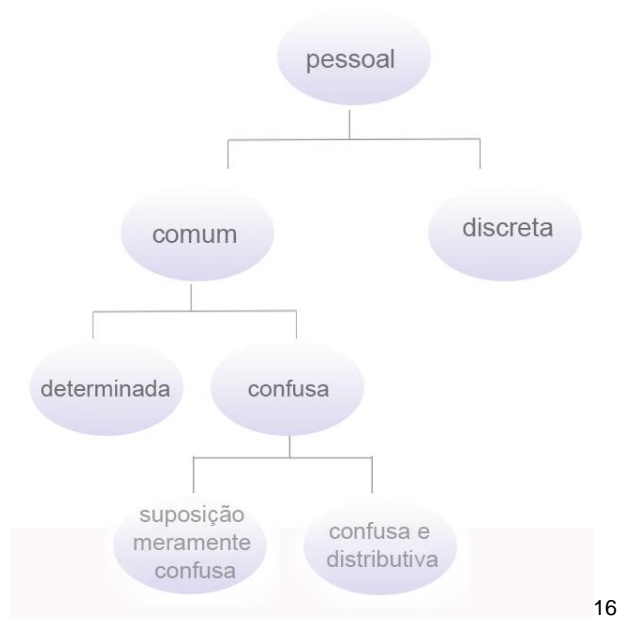 pessoal
comum
discreta
determinada
confusa
suposição
meramente
confusa
confusa e
distributiva
16